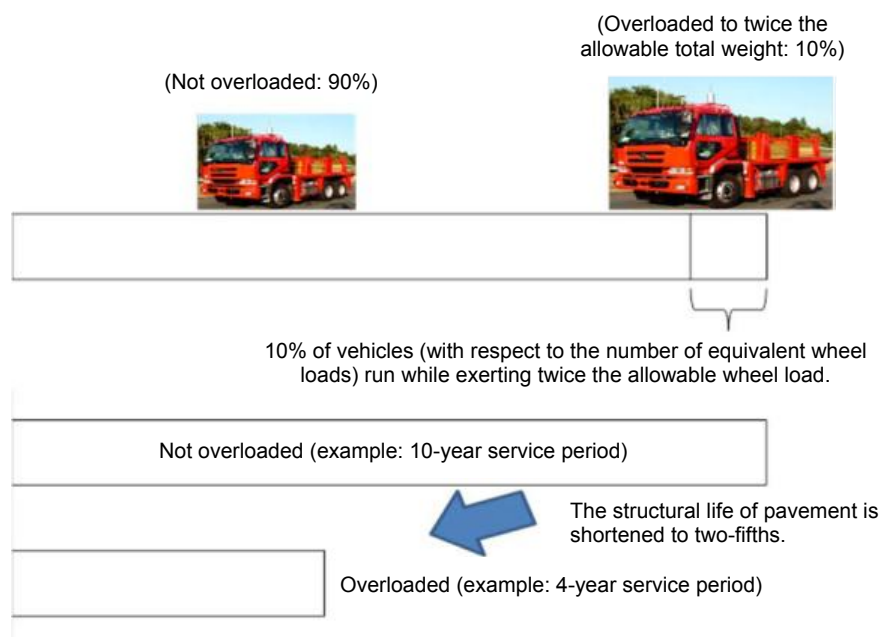 (Overloaded to twice the
allowable total weight: 10%)
(Not overloaded: 90%)
10% of vehicles (with respect to the number of equivalent wheel
loads) run while exerting twice the allowable wheel load.
Not overloaded (example: 10-year service period)
The structural life of pavement is
shortened to two-fifths.
Overloaded (example: 4-year service period)